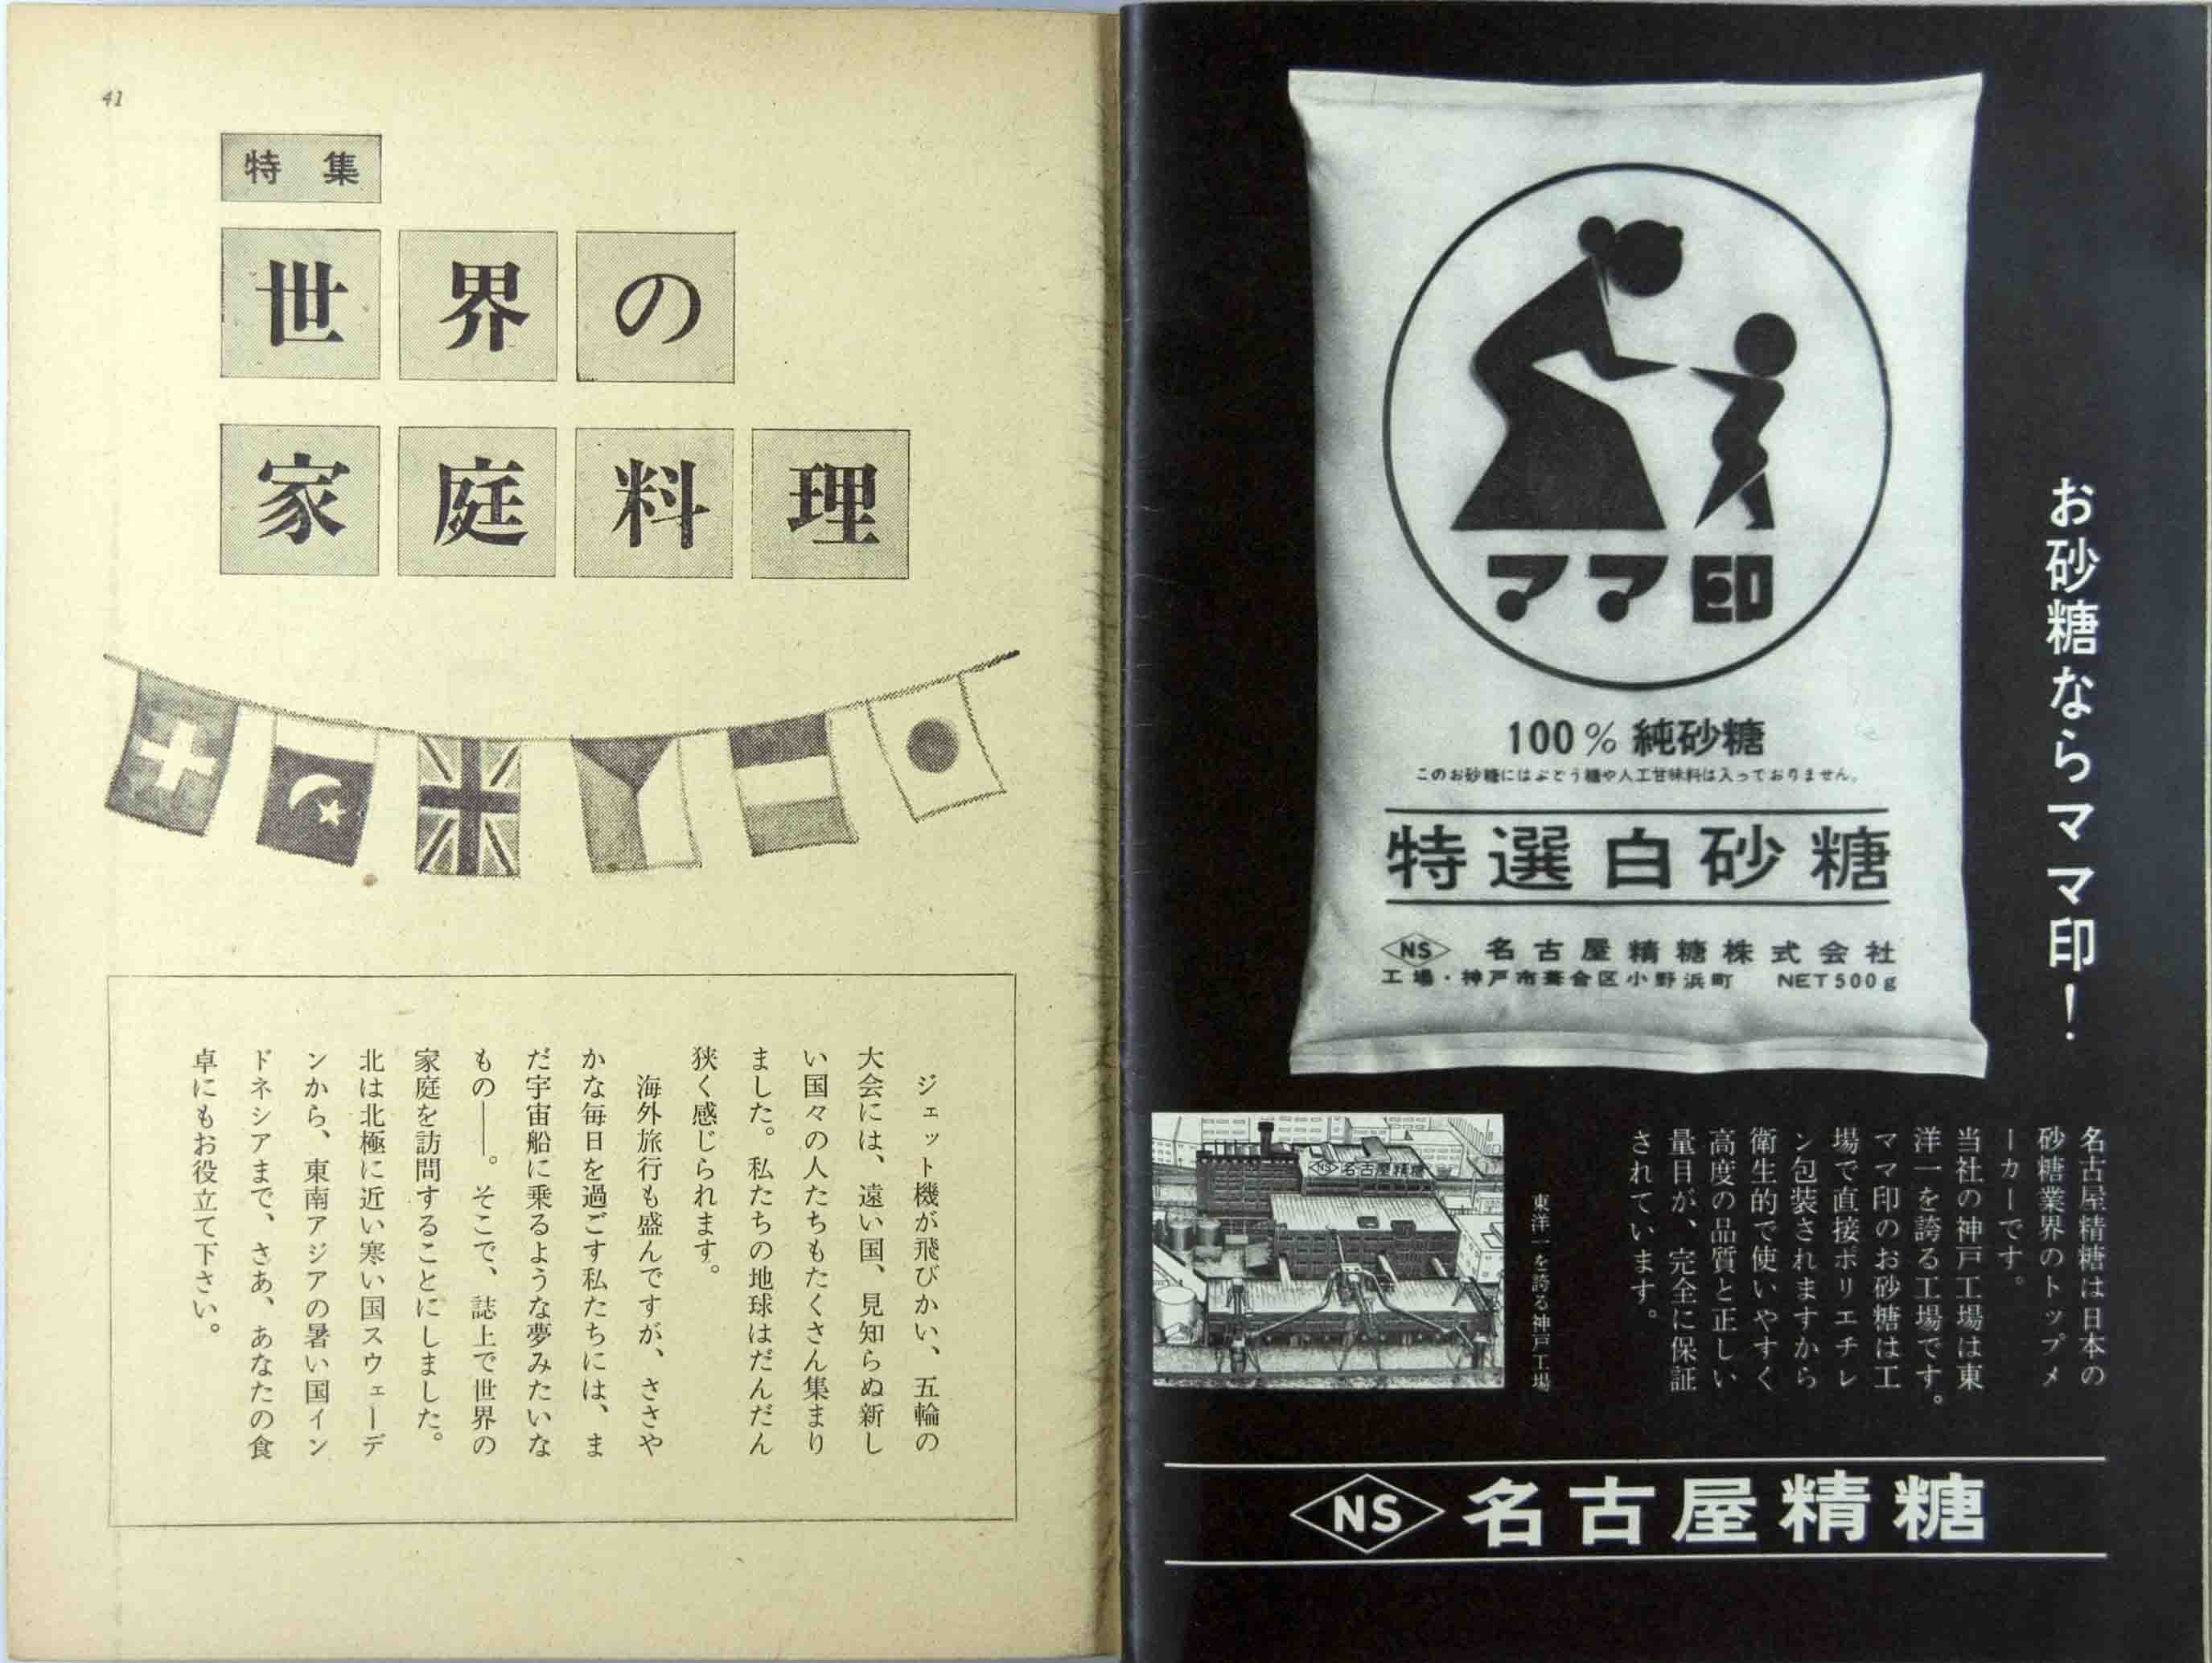 お砂糖ならママ印!
ママ印
100%純砂糖
このお砂糖にはぶどう糖や人工甘味料は入っておりません。
特選白砂糖
NS 名古屋精糖株式会社
工場・神戸市葺合区小野浜町 NET500g
名古屋精糖は日本の
砂糖業界のトップメ
ーカーです。
当社の神戸工場は東
洋一を誇る工場です。
ママ印のお砂糖は工
場で直接ポリエチレ
ン包装されますから
衛生的で使いやすく
高度の品質と正しい
量目が、完全に保証
されています。
東洋一を誇る神戸工場
NS 名古屋精糖
NS 名古屋精糖
41
特集
世界の
家庭料理
ジェット機が飛びかい、五輪の
大会には、遠い国、見知らぬ新し
い国々の人たちもたくさん集まり
ました。私たちの地球はだんだん
狭く感じられます。
海外旅行も盛んですが、ささや
かな毎日を過ごす私たちには、ま
だ宇宙船に乗るような夢みたいな
もの――。そこで、誌上で世界の
家庭を訪問することにしました。
北は北極に近い寒い国スウェーデ
ンから、東南アジアの暑い国イン
ドネシアまで、さあ、あなたの食
卓にもお役立て下さい。